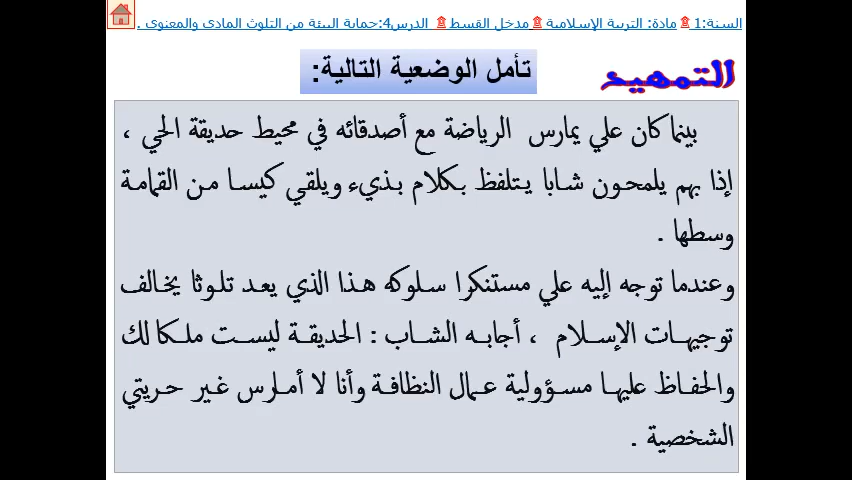 السنة:1 مادة: التربية الإسلامية مدخل القسط الدرس4:حماية البيئة من التلوث المادي والمعنوي .
التمهيد
تأمل الوضعية التالية:
بينما كان علي يمارس الرياضة مع أصدقائه في محيط حديقة الحي ،
إذا بهم يلمحون شابا يتلفظ بكلام بذيء ويلقي كيسا من القمامة
وسطها .
وعندما توجه إليه علي مستنكرا سلوكه هذا الذي يعد تلوثا يخالف
توجيهات الإسلام ، أجابه الشاب : الحديقة ليست ملكا لك
والحفاظ عليها مسؤولية عمال النظافة وأنا لا أمارس غير حريتي
الشخصية .